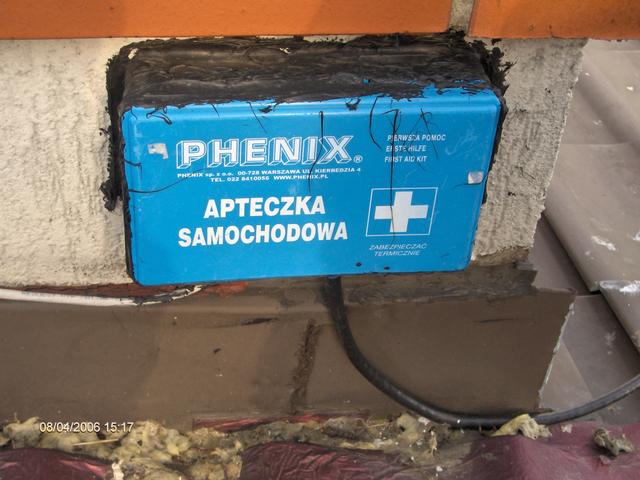 PHENIX®
PIERWSZA POMOC
ERSTE HILFE
FIRST AID KIT
PHENIX sp. z o.o. 00-728 WARSZAWA UL. KIERBEDZIA 4
TEL. 022 8410056 WWW.PHENIX.PL
APTECZKA
SAMOCHODOWA
ZABEZPIECZAĆ
TERMICZNIE
08/04/2006 15:17